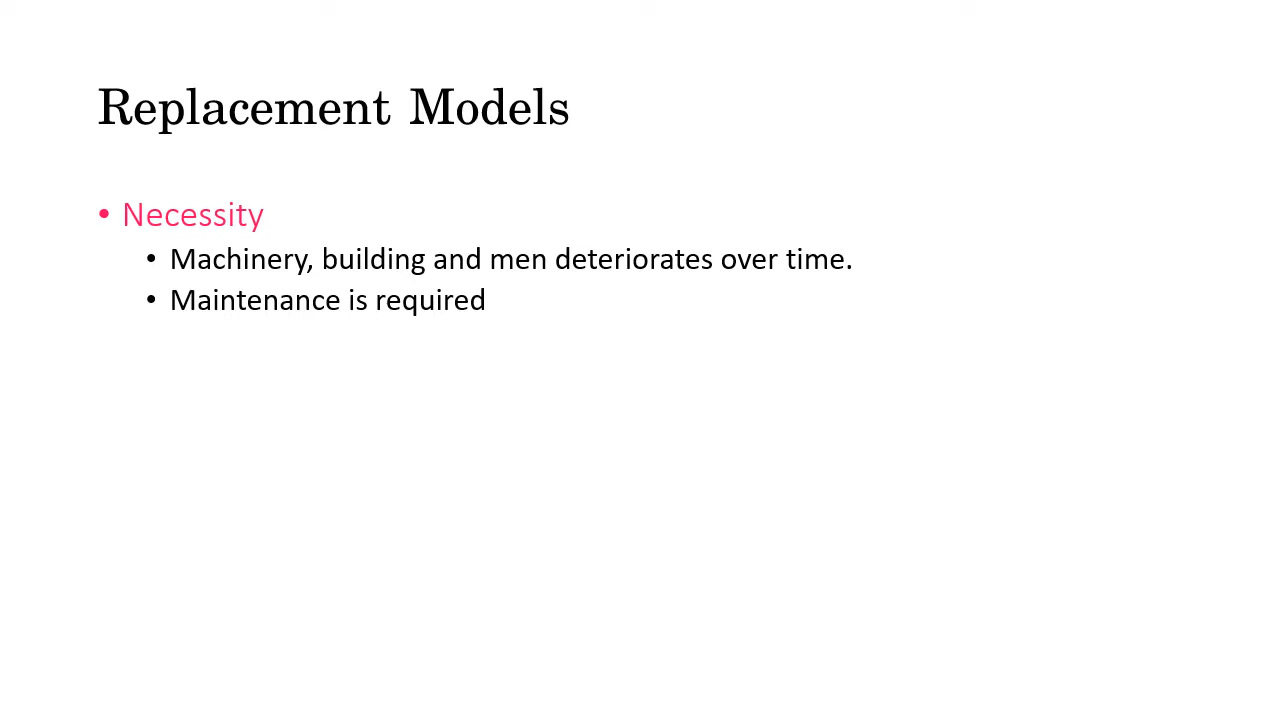 Replacement Models
• Necessity
• Machinery, building and men deteriorates over time.
• Maintenance is required